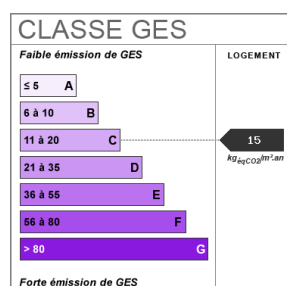 CLASSE GES
Faible émission de GES
LOGEMENT
≤ 5 A
6 à 10 B
11 à 20 C
15
kgéqCO2/m².an
21 à 35 D
36 à 55 E
56 à 80 F
> 80 G
Forte émission de GES